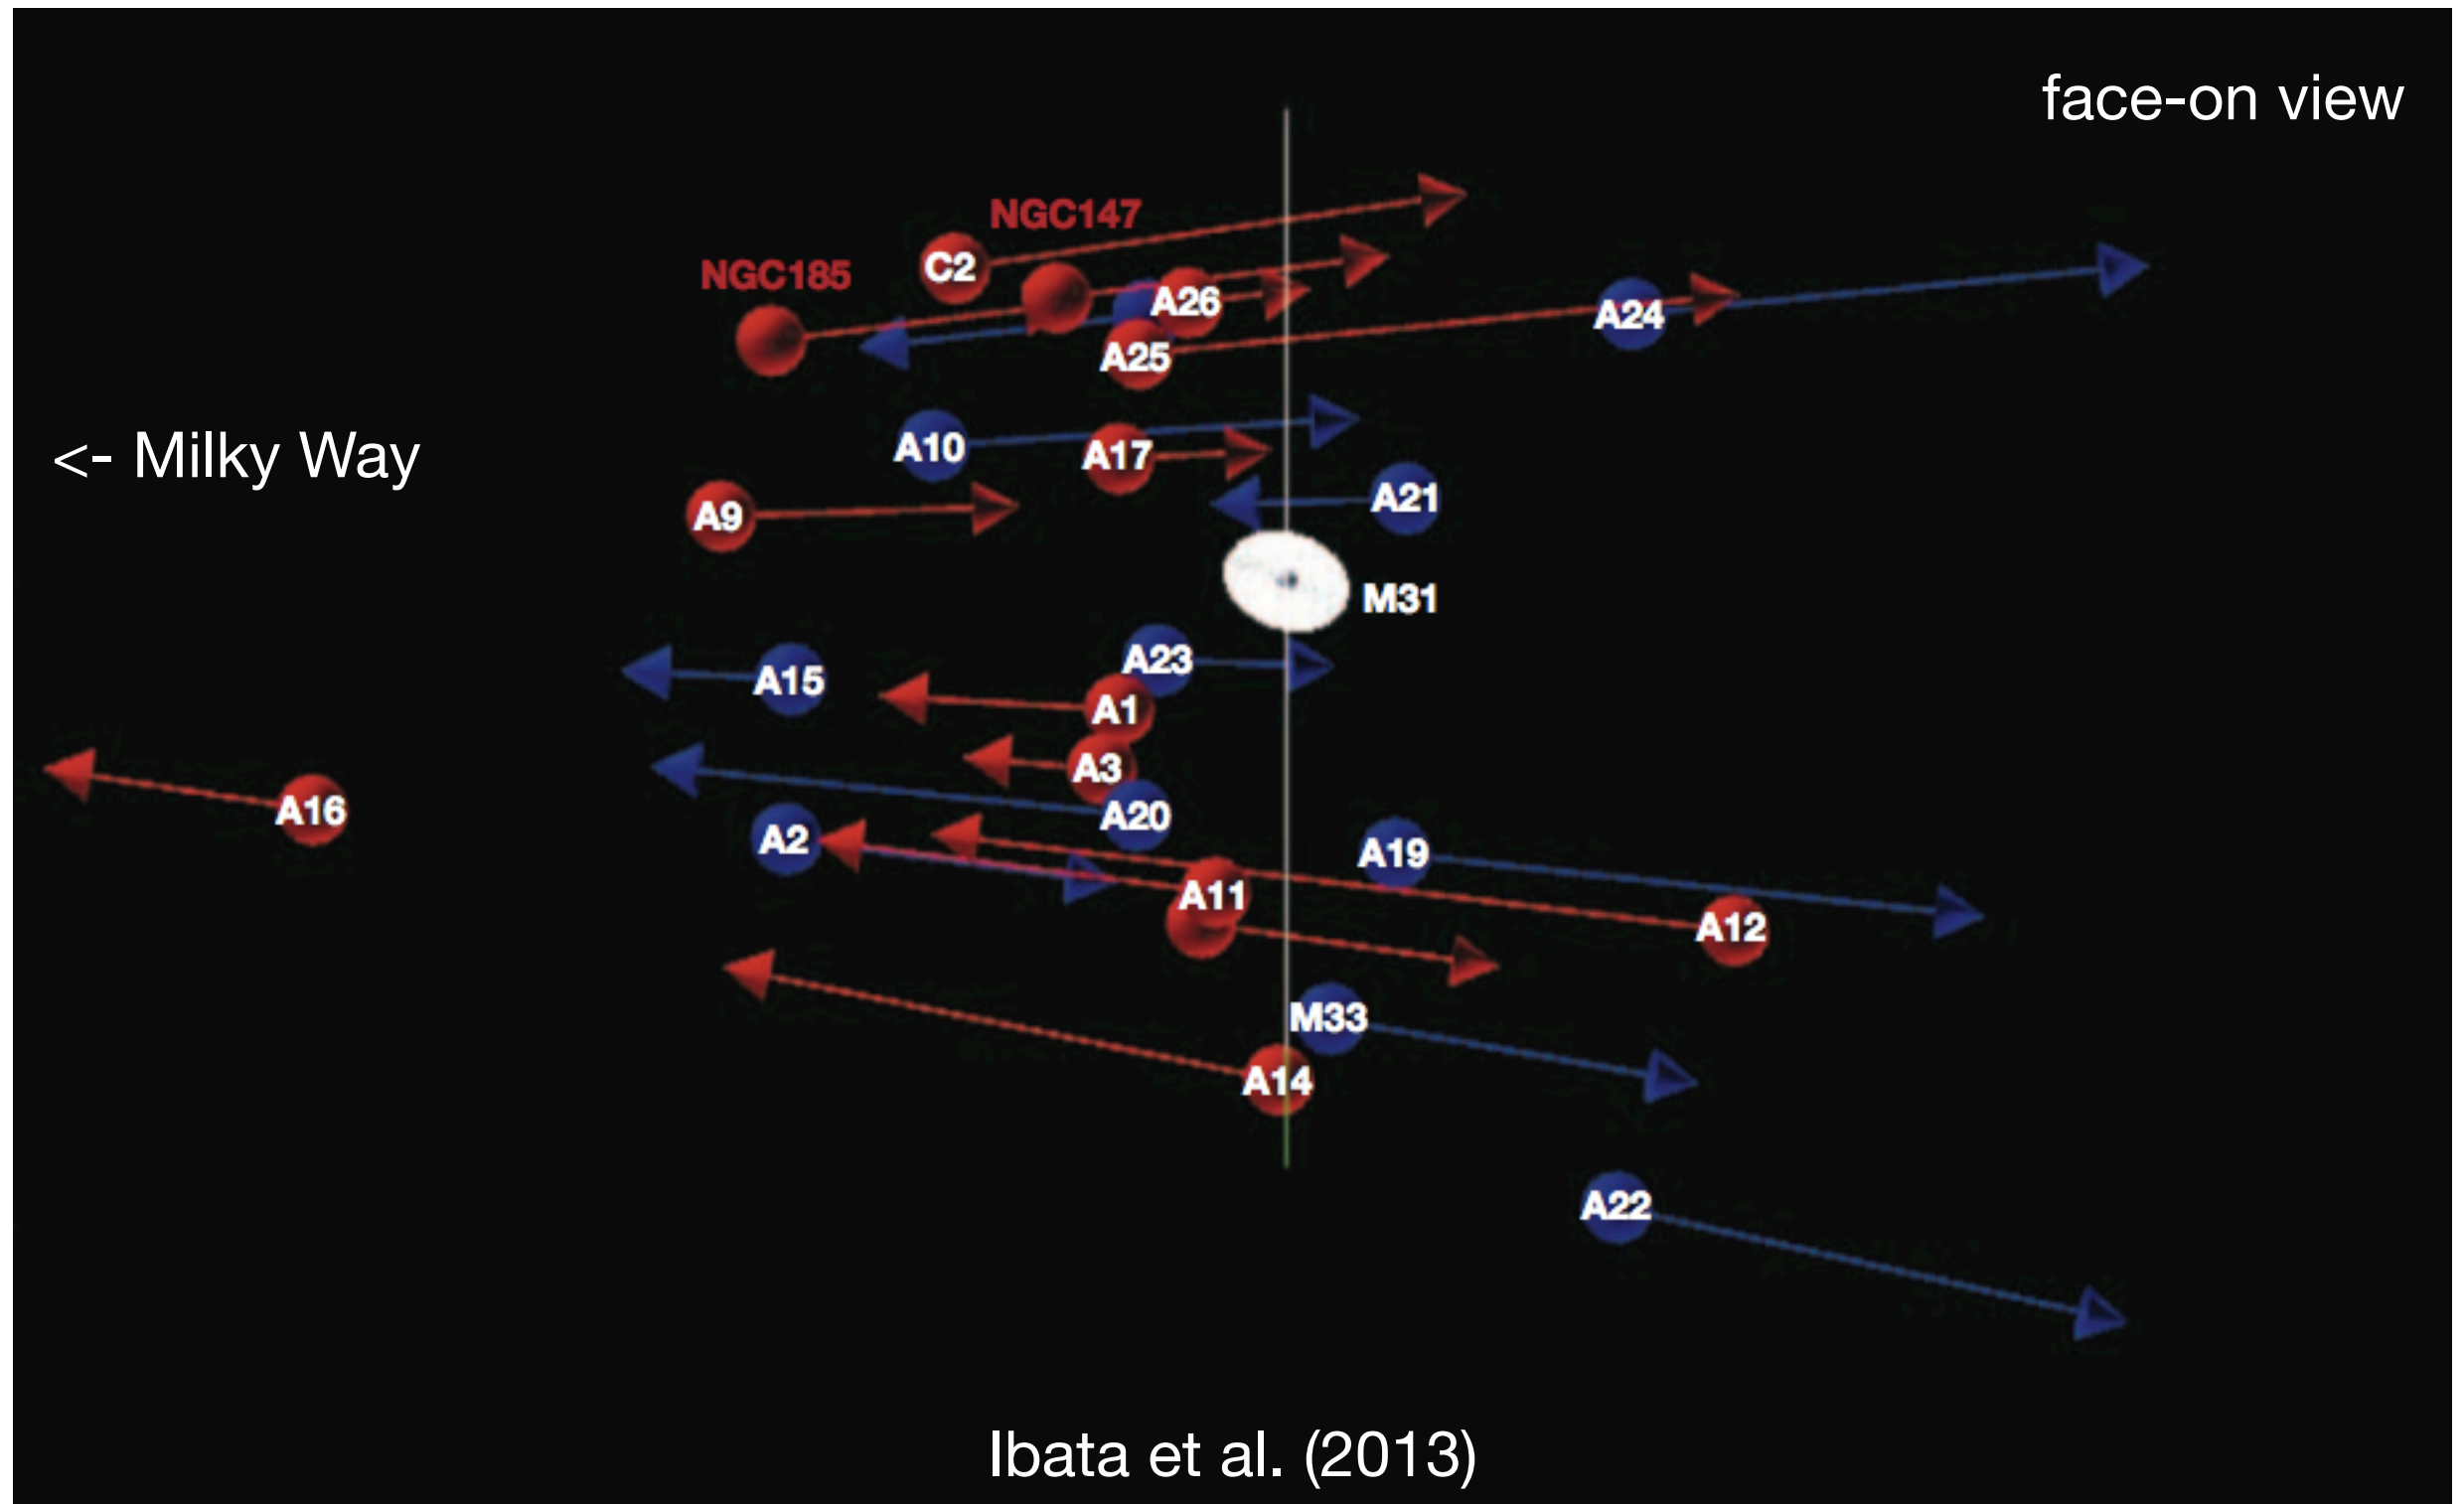 face-on view
NGC147
NGC185
C2
A26
A24
A25
<- Milky Way
A10
A17
A21
A9
M31
A23
A15
A1
A3
A16
A20
A2
A19
A11
A12
M33
A14
A22
Ibata et al. (2013)